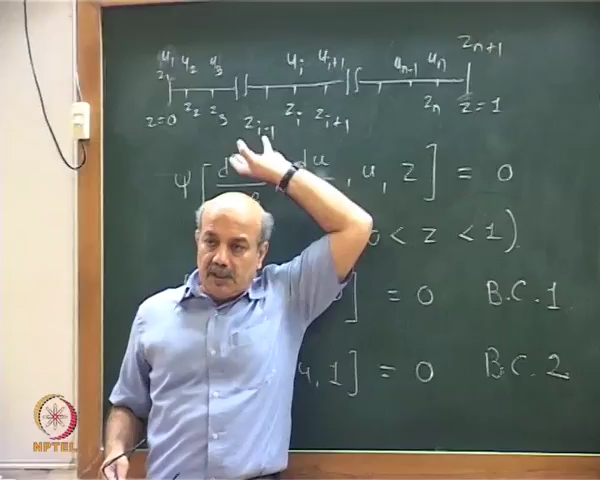 u₁ u₂ u₃ uᵢ uᵢ₊₁ uₙ₋₁ uₙ zₙ₊₁
z₁
z=0 z₂ z₃ zᵢ₋₁ zᵢ zᵢ₊₁ zₙ z=1
Ψ[ d du , u, z ] = 0
< z < 1)
] = 0 B.C.1
u, 1] = 0 B.C. 2
NPTEL